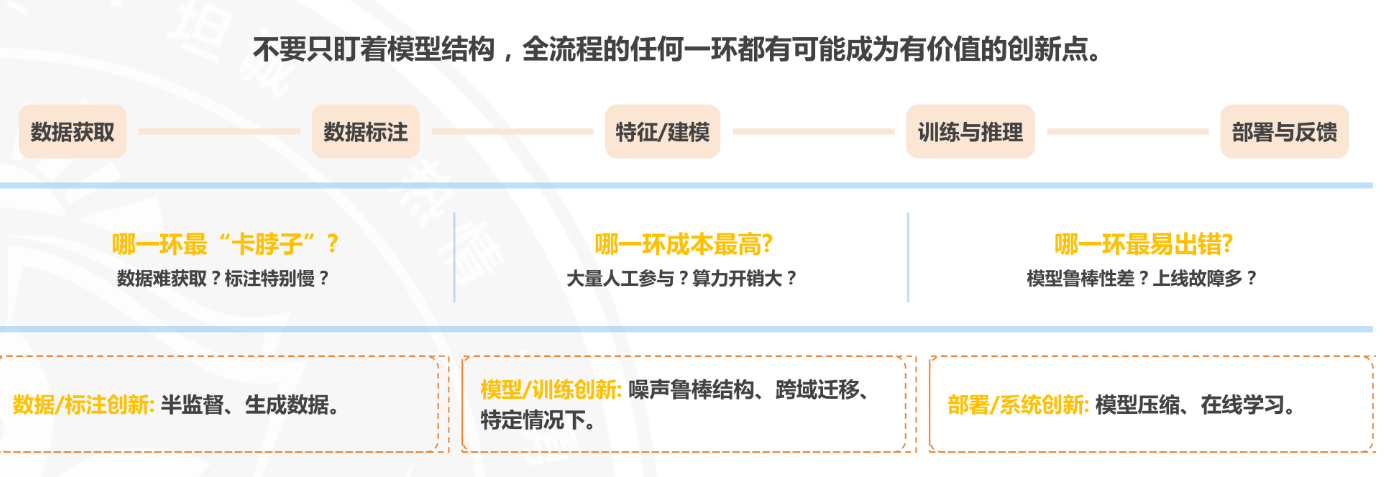 不要只盯着模型结构，全流程的任何一环都有可能成为有价值的创新点。
数据获取
数据标注
特征/建模
训练与推理
部署与反馈
哪一环最“卡脖子”?
数据难获取？标注特别慢？
哪一环成本最高?
大量人工参与？算力开销大？
哪一环最易出错?
模型鲁棒性差？上线故障多？
数据/标注创新: 半监督、生成数据。
模型/训练创新: 噪声鲁棒结构、跨域迁移、
特定情况下。
部署/系统创新: 模型压缩、在线学习。
坦诚
热情